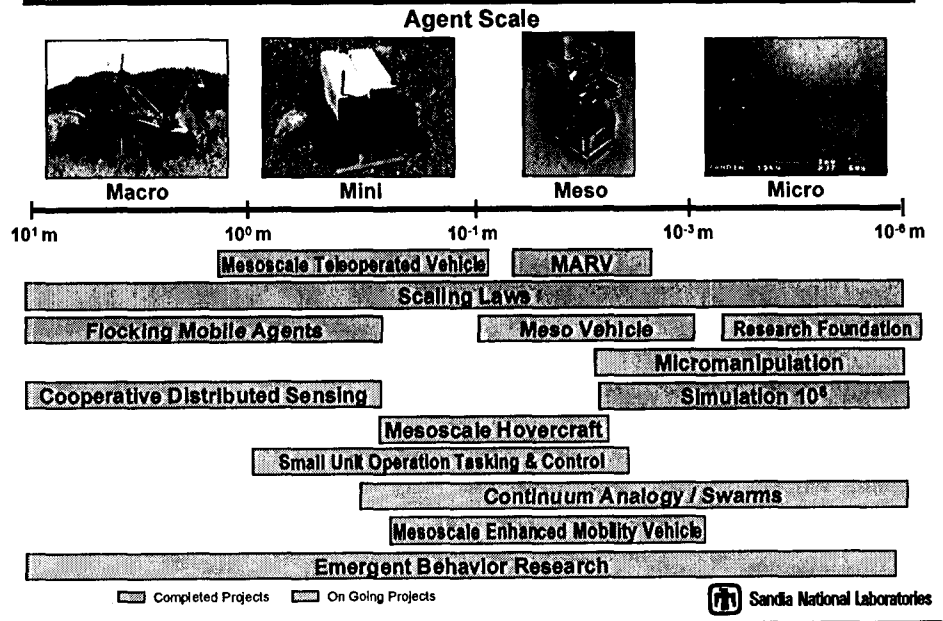 Agent Scale
Macro Mini Meso Micro
10¹ m 10⁰ m 10⁻¹ m 10⁻³ m 10⁻⁶ m
Mesoscale Teleoperated Vehicle MARV
Scaling Laws
Flocking Mobile Agents Meso Vehicle Research Foundation
Micromanipulation
Cooperative Distributed Sensing Simulation 10⁶
Mesoscale Hovercraft
Small Unit Operation Tasking & Control
Continuum Analogy / Swarms
Mesoscale Enhanced Mobility Vehicle
Emergent Behavior Research
Completed Projects On Going Projects
Sandia National Laboratories